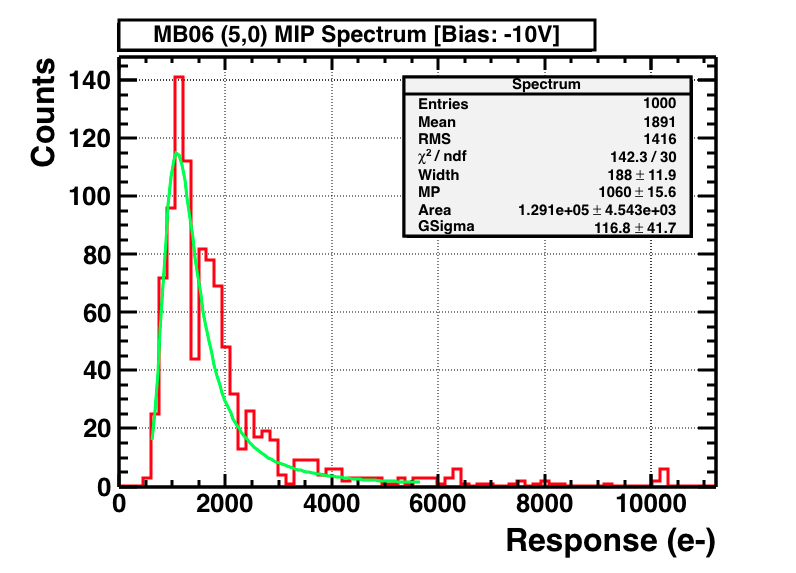 MB06 (5,0) MIP Spectrum [Bias: -10V]
Counts
140
120
100
80
60
40
20
0
Spectrum
Entries 1000
Mean 1891
RMS 1416
χ² / ndf 142.3 / 30
Width 188 ± 11.9
MP 1060 ± 15.6
Area 1.291e+05 ± 4.543e+03
GSigma 116.8 ± 41.7
0 2000 4000 6000 8000 10000
Response (e-)